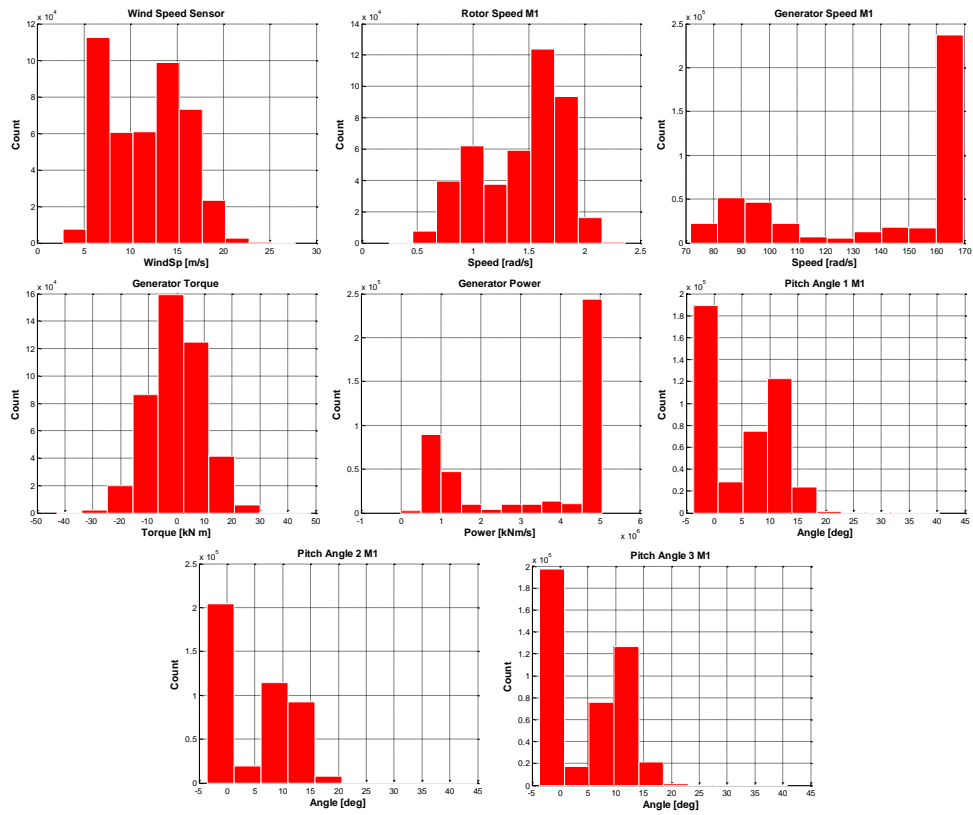 Wind Speed Sensor
x 10^4
12
10
8
6
4
2
0
0 5 10 15 20 25 30
Count
WindSp [m/s]
Rotor Speed M1
x 10^4
14
12
10
8
6
4
2
0
0 0.5 1 1.5 2 2.5
Count
Speed [rad/s]
Generator Speed M1
x 10^5
2.5
2
1.5
1
0.5
0
70 80 90 100 110 120 130 140 150 160 170
Count
Speed [rad/s]
Generator Torque
x 10^4
16
14
12
10
8
6
4
2
0
-50 -40 -30 -20 -10 0 10 20 30 40 50
Count
Torque [kN m]
Generator Power
x 10^5
2.5
2
1.5
1
0.5
0
-1 0 1 2 3 4 5 6
x 10^6
Count
Power [kNm/s]
Pitch Angle 1 M1
x 10^5
2
1.8
1.6
1.4
1.2
1
0.8
0.6
0.4
0.2
0
-5 0 5 10 15 20 25 30 35 40 45
Count
Angle [deg]
Pitch Angle 2 M1
x 10^5
2.5
2
1.5
1
0.5
0
-5 0 5 10 15 20 25 30 35 40 45
Count
Angle [deg]
Pitch Angle 3 M1
x 10^5
2
1.8
1.6
1.4
1.2
1
0.8
0.6
0.4
0.2
0
-5 0 5 10 15 20 25 30 35 40 45
Count
Angle [deg]